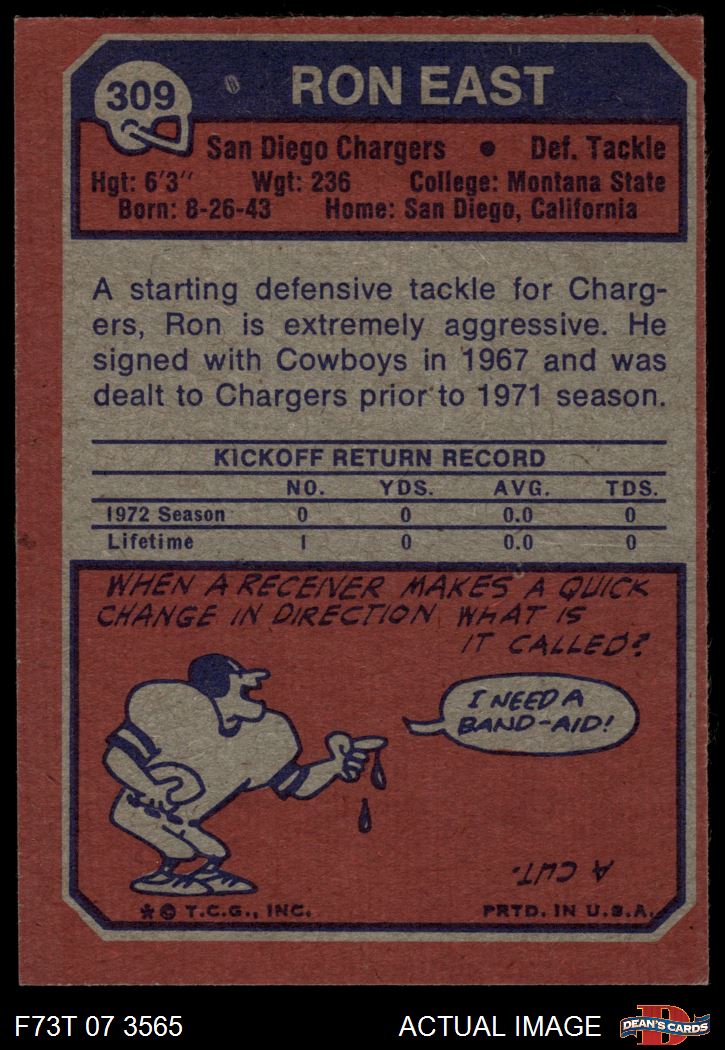 309
RON EAST
San Diego Chargers • Def. Tackle
Hgt: 6'3" Wgt: 236 College: Montana State
Born: 8-26-43 Home: San Diego, California
A starting defensive tackle for Charg-
ers, Ron is extremely aggressive. He
signed with Cowboys in 1967 and was
dealt to Chargers prior to 1971 season.
KICKOFF RETURN RECORD
NO. YDS. AVG. TDS.
1972 Season 0 0 0.0 0
Lifetime 1 0 0.0 0
WHEN A RECEIVER MAKES A QUICK
CHANGE IN DIRECTION WHAT IS
IT CALLED?
I NEED A
BAND-AID!
A CUT.
* © T.C.G., INC. PRTD. IN U.S.A.
F73T 07 3565 ACTUAL IMAGE
D
DEAN'S CARDS